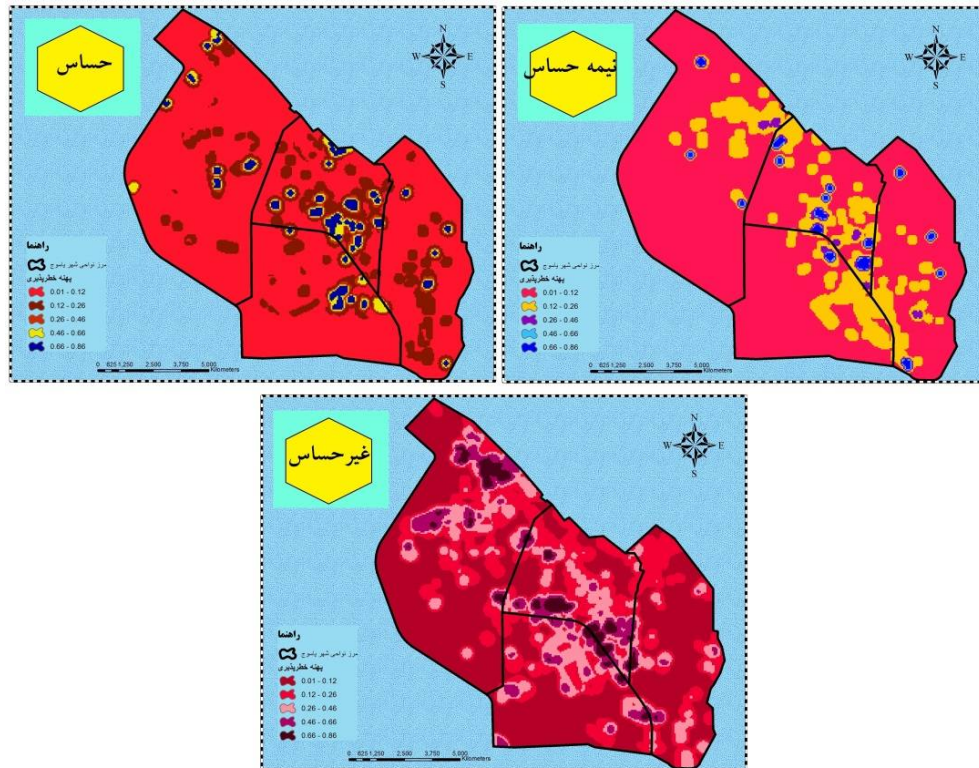 حساس
N
W E
S
راهنما
مرز نواحی شهر یاسوج
پهنه خطرپذیری
0.01 - 0.12
0.12 - 0.26
0.26 - 0.46
0.46 - 0.66
0.66 - 0.86
0 625 1,250 2,500 3,750 5,000
Kilometers
نیمه حساس
N
W E
S
راهنما
مرز نواحی شهر یاسوج
پهنه خطرپذیری
0.01 - 0.12
0.12 - 0.26
0.26 - 0.46
0.46 - 0.66
0.66 - 0.86
0 625 1,250 2,500 3,750 5,000
Kilometers
غیرحساس
N
W E
S
راهنما
مرز نواحی شهر یاسوج
پهنه خطرپذیری
0.01 - 0.12
0.12 - 0.26
0.26 - 0.46
0.46 - 0.66
0.66 - 0.86
0 625 1,250 2,500 3,750 5,000
Kilometers